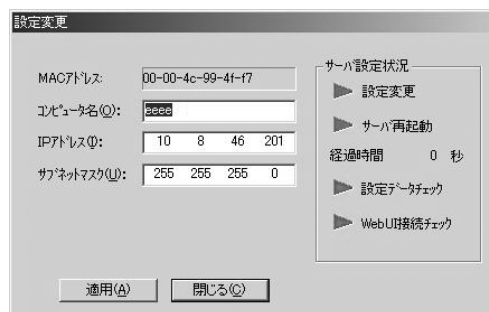 設定変更
MACｱﾄﾞﾚｽ: 00-00-4c-99-4f-f7
ｺﾝﾋﾟｭｰﾀ名(O): eeee
IPｱﾄﾞﾚｽ(I): 10 8 46 201
ｻﾌﾞﾈｯﾄﾏｽｸ(U): 255 255 255 0
サーバ設定状況
設定変更
サーバ再起動
経過時間 0 秒
設定データチェック
WebUI接続チェック
適用(A) 閉じる(C)